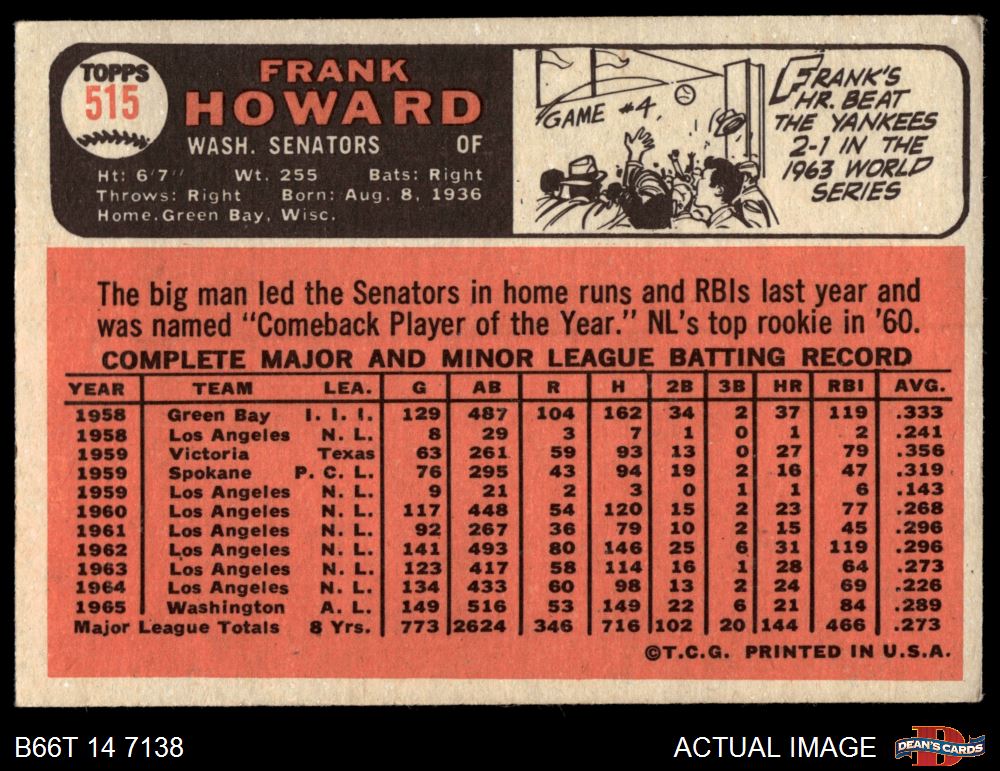 TOPPS
515
FRANK
HOWARD
WASH. SENATORS OF
Ht: 6'7" Wt. 255 Bats: Right
Throws: Right Born: Aug. 8, 1936
Home. Green Bay, Wisc.
GAME #4
FRANK'S
HR. BEAT
THE YANKEES
2-1 IN THE
1963 WORLD
SERIES
The big man led the Senators in home runs and RBIs last year and
was named "Comeback Player of the Year." NL's top rookie in '60.
COMPLETE MAJOR AND MINOR LEAGUE BATTING RECORD
YEAR TEAM LEA. G AB R H 2B 3B HR RBI AVG.
1958 Green Bay I. I. I. 129 487 104 162 34 2 37 119 .333
1958 Los Angeles N. L. 8 29 3 7 1 0 1 2 .241
1959 Victoria Texas 63 261 59 93 13 0 27 79 .356
1959 Spokane P. C. L. 76 295 43 94 19 2 16 47 .319
1959 Los Angeles N. L. 9 21 2 3 0 1 1 6 .143
1960 Los Angeles N. L. 117 448 54 120 15 2 23 77 .268
1961 Los Angeles N. L. 92 267 36 79 10 2 15 45 .296
1962 Los Angeles N. L. 141 493 80 146 25 6 31 119 .296
1963 Los Angeles N. L. 123 417 58 114 16 1 28 64 .273
1964 Los Angeles N. L. 134 433 60 98 13 2 24 69 .226
1965 Washington A. L. 149 516 53 149 22 6 21 84 .289
Major League Totals 8 Yrs. 773 2624 346 716 102 20 144 466 .273
©T.C.G. PRINTED IN U.S.A.
B66T 14 7138
ACTUAL IMAGE
DEAN'S CARDS